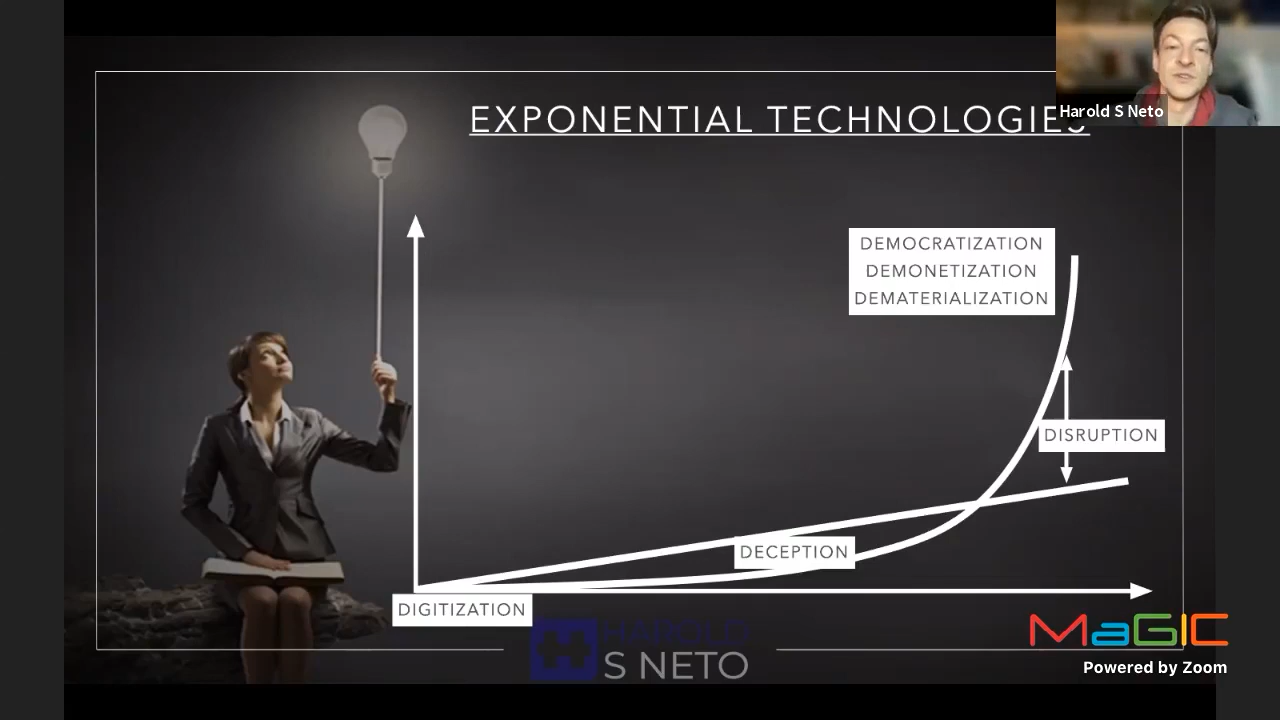 EXPONENTIAL TECHNOLOGIES
Harold S Neto
DEMOCRATIZATION
DEMONETIZATION
DEMATERIALIZATION
DISRUPTION
DECEPTION
DIGITIZATION
HAROLD
S NETO
MaGIC
Powered by Zoom